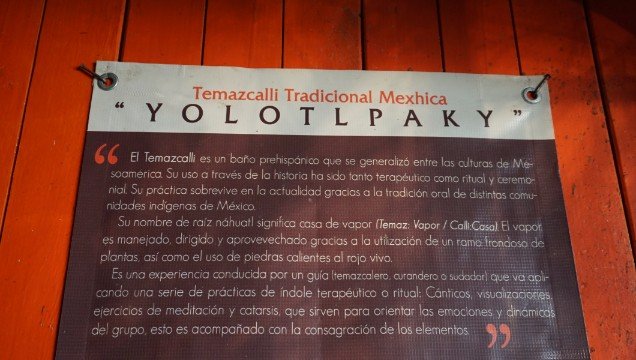 Temazcalli Tradicional Mexhica
“ YOLOTLPAKY ”
“ El Temazcalli es un baño prehispánico que se generalizó entre las culturas de Me-
soamerica. Su uso a través de la historia ha sido tanto terapéutico como ritual y ceremo-
nial. Su práctica sobrevive en la actualidad gracias a la tradición oral de distintas comu-
nidades indígenas de México.
Su nombre de raíz náhuatl significa casa de vapor (Temaz: Vapor / Calli:Casa). El vapor
es manejado, dirigido y aprovevechado gracias a la utilización de un ramo frondoso de
plantas, así como el uso de piedras calientes al rojo vivo.
Es una experiencia conducida por un guía (temazcalero, curandero o sudador) que va apli-
cando una serie de prácticas de índole terapéutico o ritual: Cánticos, visualizaciones,
ejercicios de meditación y catarsis, que sirven para orientar las emociones y dinámicas
del grupo, esto es acompañado con la consagración de los elementos. ”